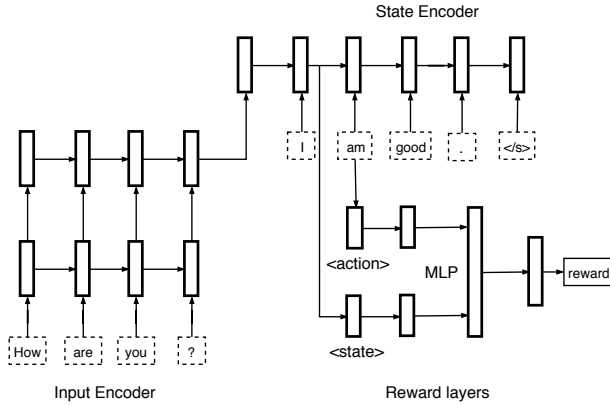 State Encoder
I
am
good
.
</s>
<action>
MLP
reward
<state>
How
are
you
?
Input Encoder
Reward layers